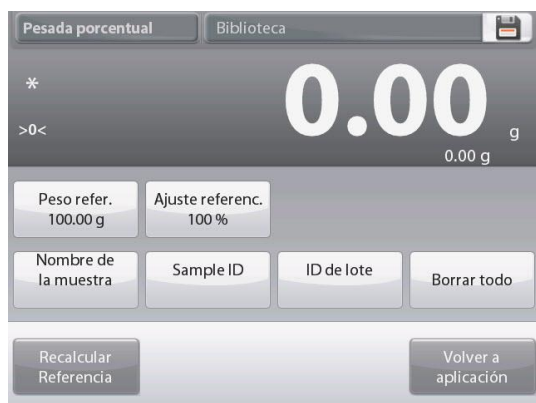 Pesada porcentual
Biblioteca
*
0.00 g
>0<
0.00 g
Peso refer.
100.00 g
Ajuste referenc.
100 %
Nombre de
la muestra
Sample ID
ID de lote
Borrar todo
Recalcular
Referencia
Volver a
aplicación